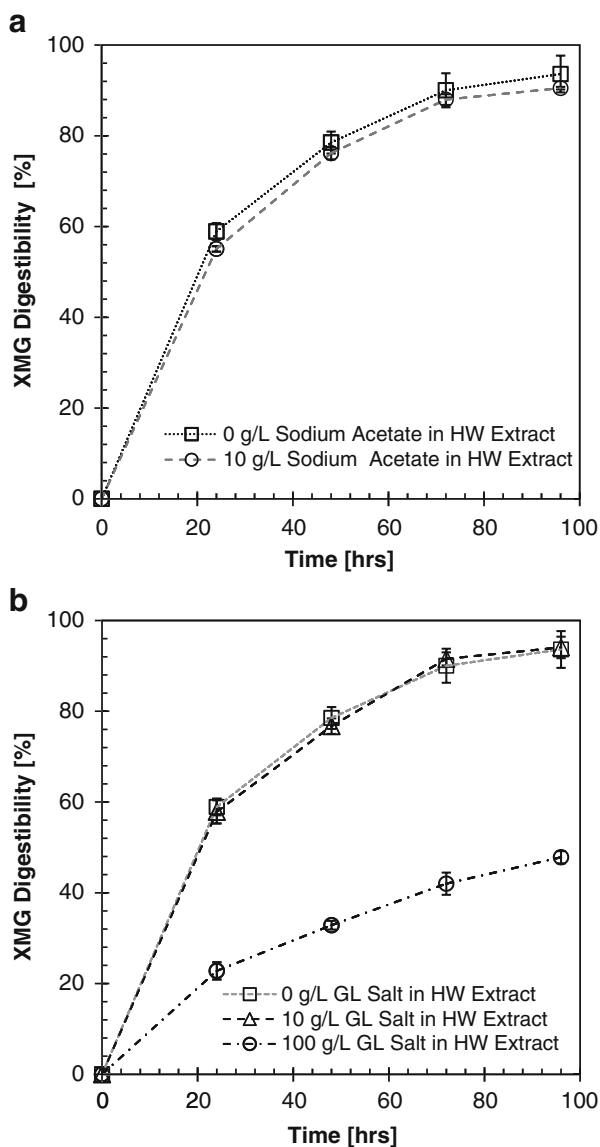 a
100
80
60
40
20
0
XMG Digestibility [%]
0 g/L Sodium Acetate in HW Extract
10 g/L Sodium Acetate in HW Extract
0 20 40 60 80 100
Time [hrs]
b
100
80
60
40
20
0
XMG Digestibility [%]
0 g/L GL Salt in HW Extract
10 g/L GL Salt in HW Extract
100 g/L GL Salt in HW Extract
0 20 40 60 80 100
Time [hrs]